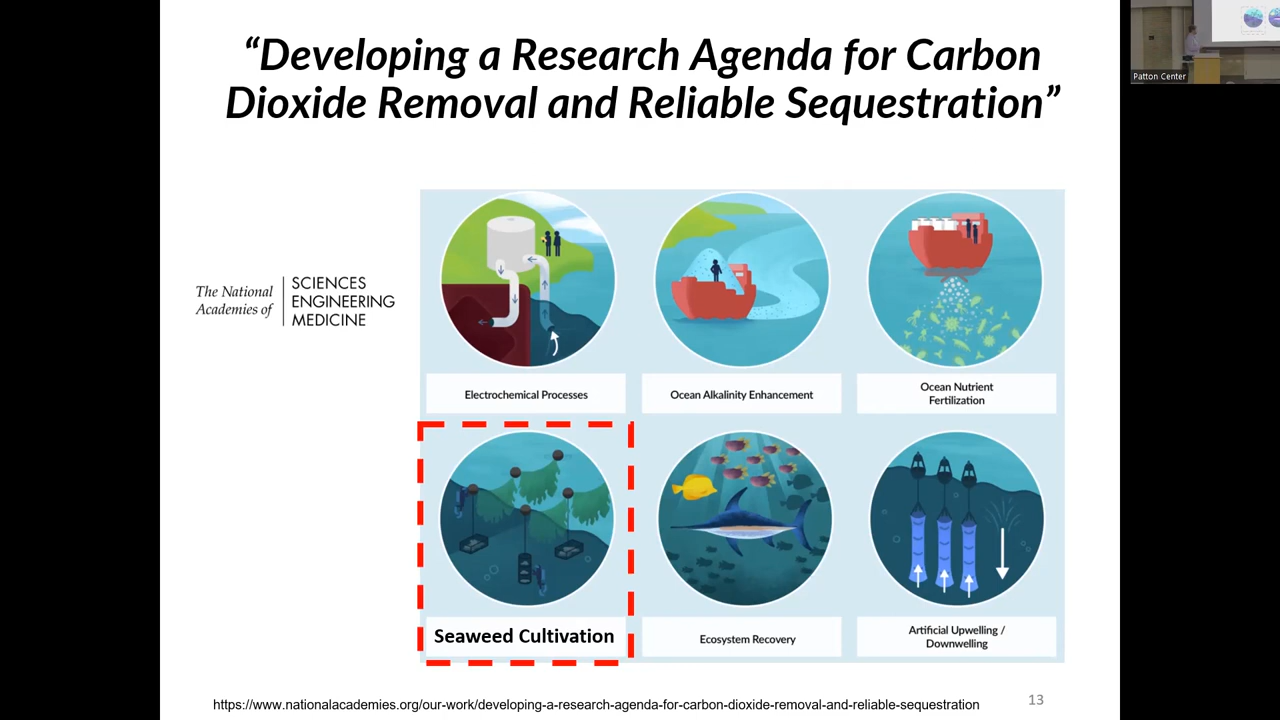 “Developing a Research Agenda for Carbon
Dioxide Removal and Reliable Sequestration”
Patton Center
The National
Academies of
SCIENCES
ENGINEERING
MEDICINE
Electrochemical Processes
Ocean Alkalinity Enhancement
Ocean Nutrient
Fertilization
Seaweed Cultivation
Ecosystem Recovery
Artificial Upwelling /
Downwelling
https://www.nationalacademies.org/our-work/developing-a-research-agenda-for-carbon-dioxide-removal-and-reliable-sequestration
13